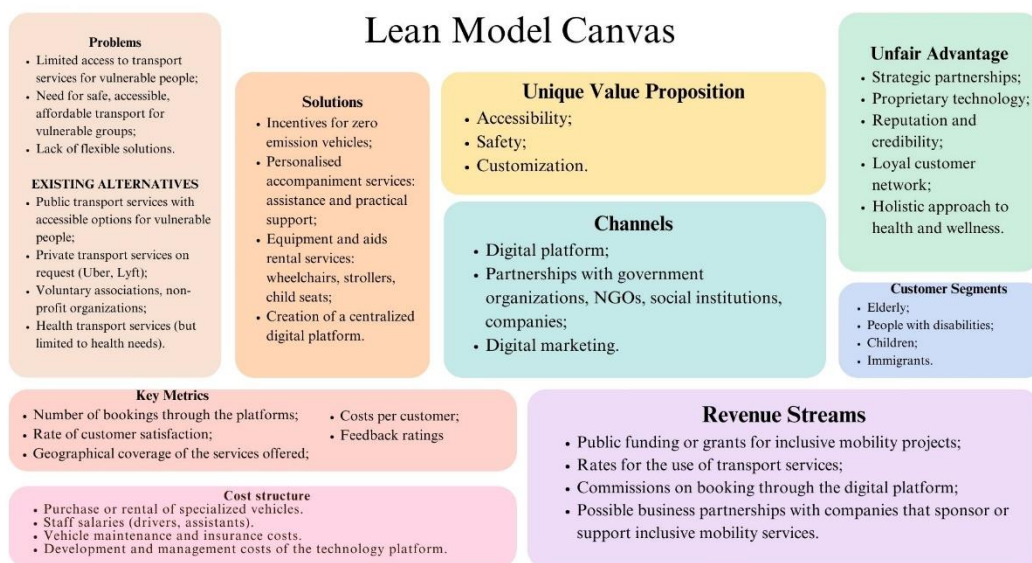 Lean Model Canvas
Problems
• Limited access to transport
services for vulnerable people;
• Need for safe, accessible,
affordable transport for
vulnerable groups;
• Lack of flexible solutions.
EXISTING ALTERNATIVES
• Public transport services with
accessible options for vulnerable
people;
• Private transport services on
request (Uber, Lyft);
• Voluntary associations, non-
profit organizations;
• Health transport services (but
limited to health needs).
Solutions
• Incentives for zero
emission vehicles;
• Personalised
accompaniment services:
assistance and practical
support;
• Equipment and aids
rental services:
wheelchairs, strollers,
child seats;
• Creation of a centralized
digital platform.
Unique Value Proposition
• Accessibility;
• Safety;
• Customization.
Channels
• Digital platform;
• Partnerships with government
organizations, NGOs, social institutions,
companies;
• Digital marketing.
Unfair Advantage
• Strategic partnerships;
• Proprietary technology;
• Reputation and
credibility;
• Loyal customer
network;
• Holistic approach to
health and wellness.
Customer Segments
• Elderly;
• People with disabilities;
• Children;
• Immigrants.
Key Metrics
• Number of bookings through the platforms;
• Rate of customer satisfaction;
• Geographical coverage of the services offered;
• Costs per customer;
• Feedback ratings
Cost structure
• Purchase or rental of specialized vehicles.
• Staff salaries (drivers, assistants).
• Vehicle maintenance and insurance costs.
• Development and management costs of the technology platform.
Revenue Streams
• Public funding or grants for inclusive mobility projects;
• Rates for the use of transport services;
• Commissions on booking through the digital platform;
• Possible business partnerships with companies that sponsor or
support inclusive mobility services.